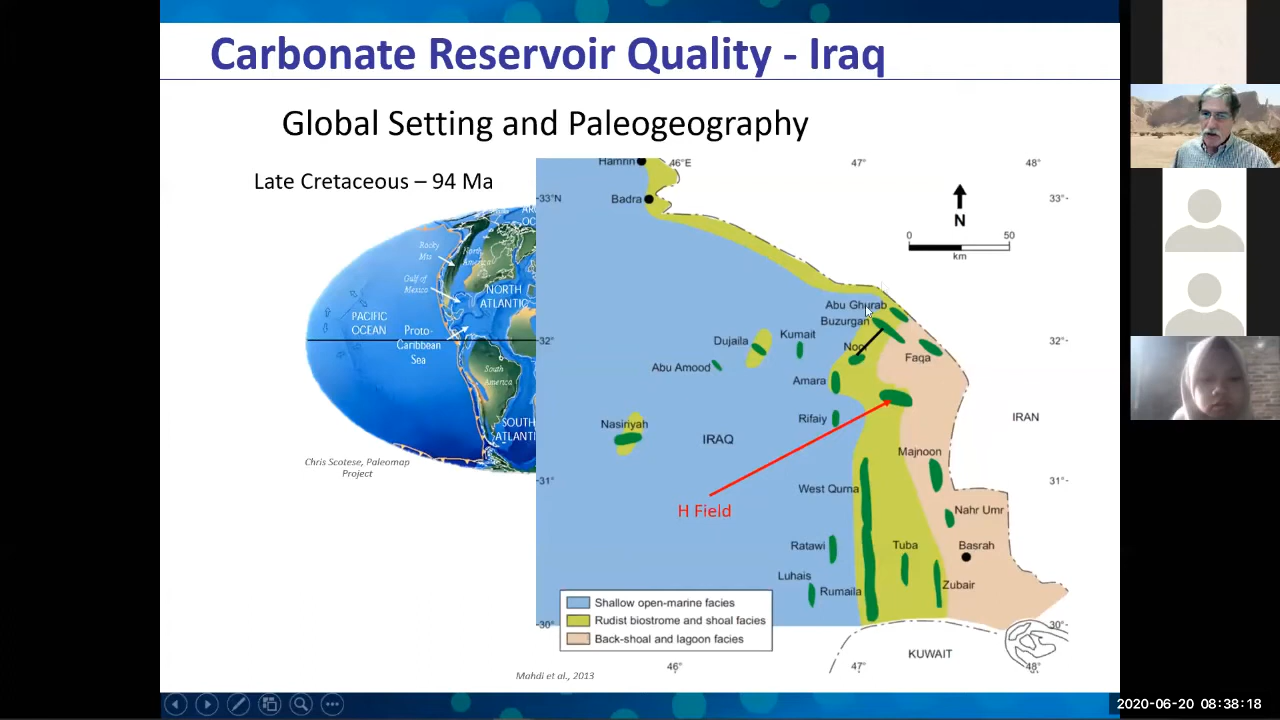 Carbonate Reservoir Quality - Iraq
Global Setting and Paleogeography
Late Cretaceous – 94 Ma
Rocky
Mts
North
America
Gulf of
Mexico
NORTH
ATLANTIC
PACIFIC
OCEAN
Proto-
Caribbean
Sea
South
America
SOUTH
Chris Scotese, Paleomap
Project
Hamrin
46°E
47°
48°
33°N
Badra
33°
N
0
50
km
Abu Ghurab
Buzurgan
32°
Dujaila
Kumait
Noor
32°
Abu Amood
Faqa
Amara
Rifaiy
IRAN
Nasiriyah
IRAQ
Majnoon
31°
West Qurna
31°
H Field
Nahr Umr
Ratawi
Tuba
Basrah
Luhais
Rumaila
Zubair
Shallow open-marine facies
Rudist biostrome and shoal facies
Back-shoal and lagoon facies
30°
30°
KUWAIT
46°
47°
48°
Mahdi et al., 2013
2020-06-20 08:38:18